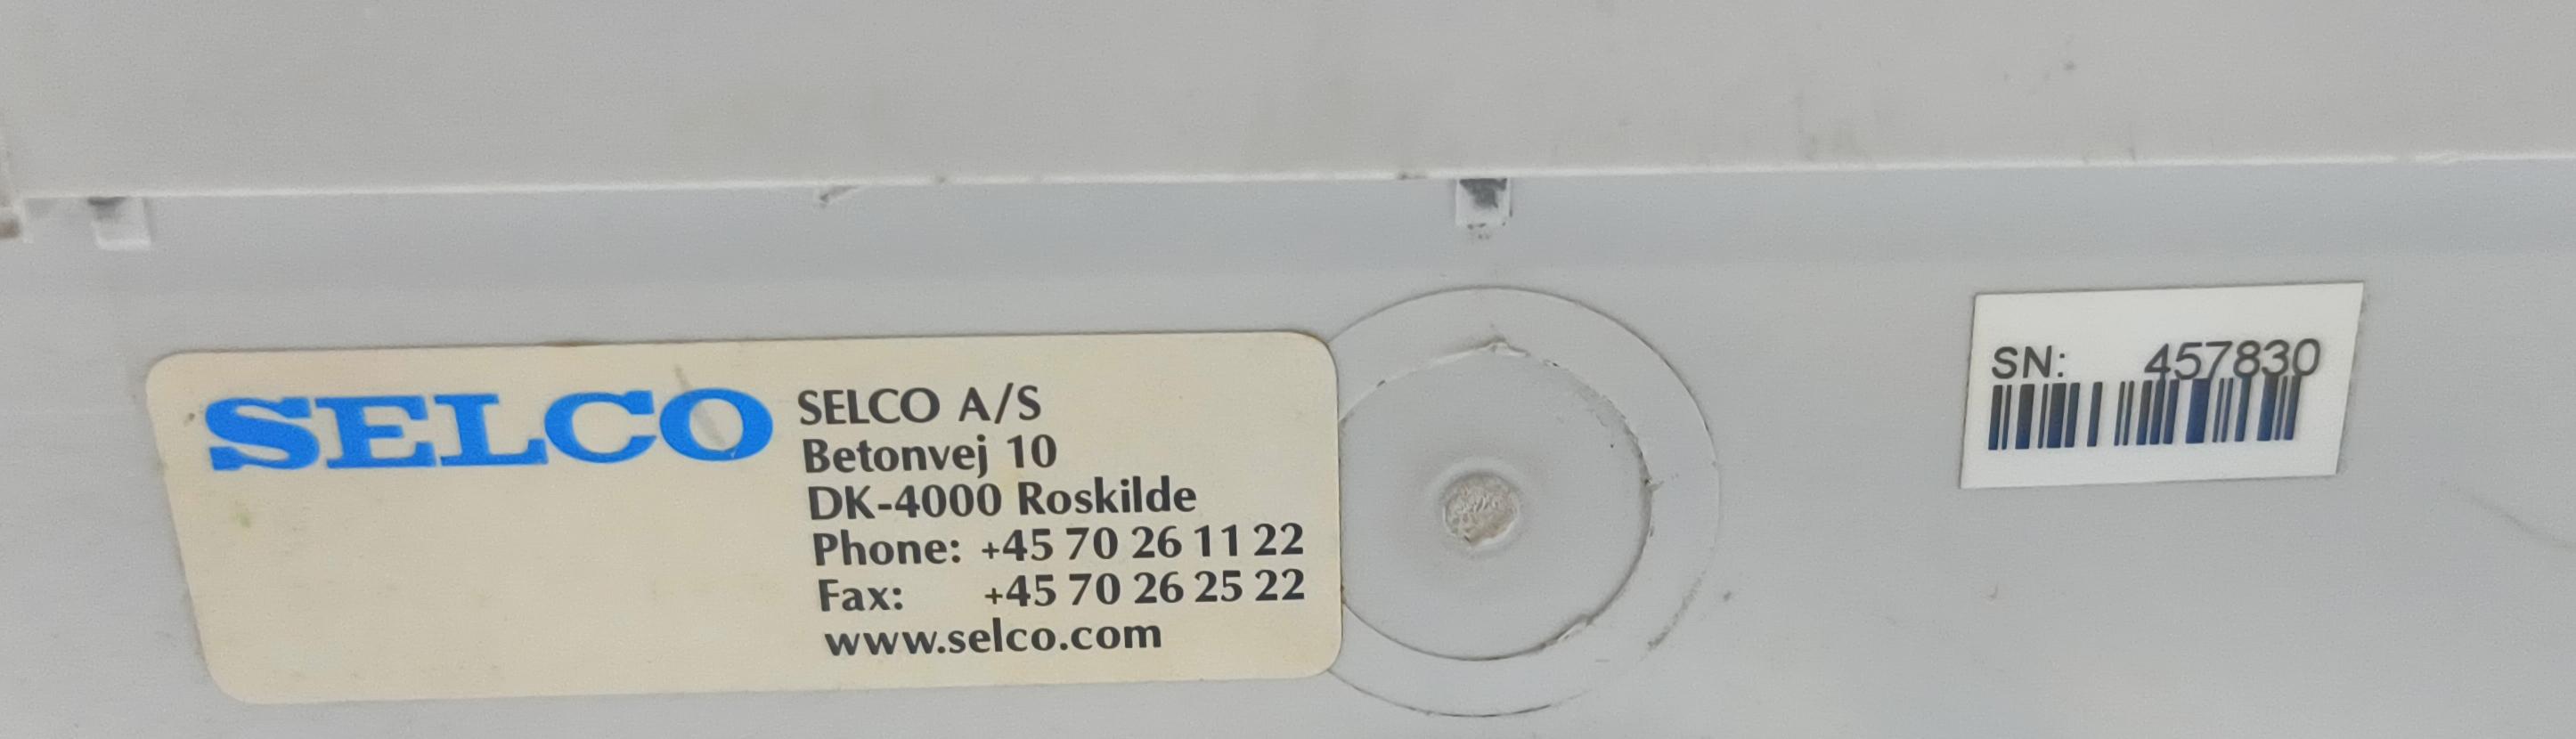 SELCO
SELCO A/S
Betonvej 10
DK-4000 Roskilde
Phone: +45 70 26 11 22
Fax: +45 70 26 25 22
www.selco.com
SN: 457830